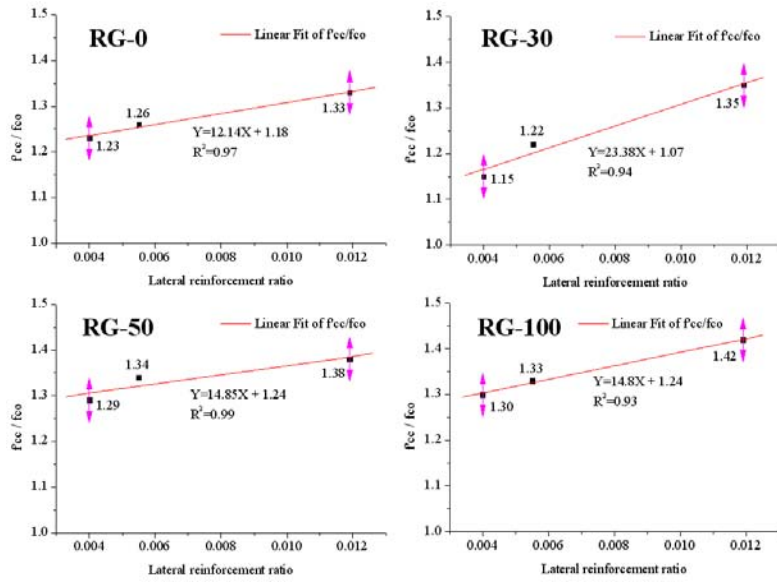 RG-0
Linear Fit of f'cc/fco
1.5
1.4
1.3
1.2
1.1
1.0
f'cc / fco
1.23
1.26
1.33
Y=12.14X + 1.18
R²=0.97
0.004 0.006 0.008 0.010 0.012
Lateral reinforcement ratio
RG-30
Linear Fit of f'cc/fco
1.5
1.4
1.3
1.2
1.1
1.0
f'cc / fco
1.15
1.22
1.35
Y=23.38X + 1.07
R²=0.94
0.004 0.006 0.008 0.010 0.012
Lateral reinforcement ratio
RG-50
Linear Fit of f'cc/fco
1.5
1.4
1.3
1.2
1.1
1.0
f'cc / fco
1.29
1.34
1.38
Y=14.85X + 1.24
R²=0.99
0.004 0.006 0.008 0.010 0.012
Lateral reinforcement ratio
RG-100
Linear Fit of f'cc/fco
1.5
1.4
1.3
1.2
1.1
1.0
f'cc / fco
1.30
1.33
1.42
Y=14.8X + 1.24
R²=0.93
0.004 0.006 0.008 0.010 0.012
Lateral reinforcement ratio